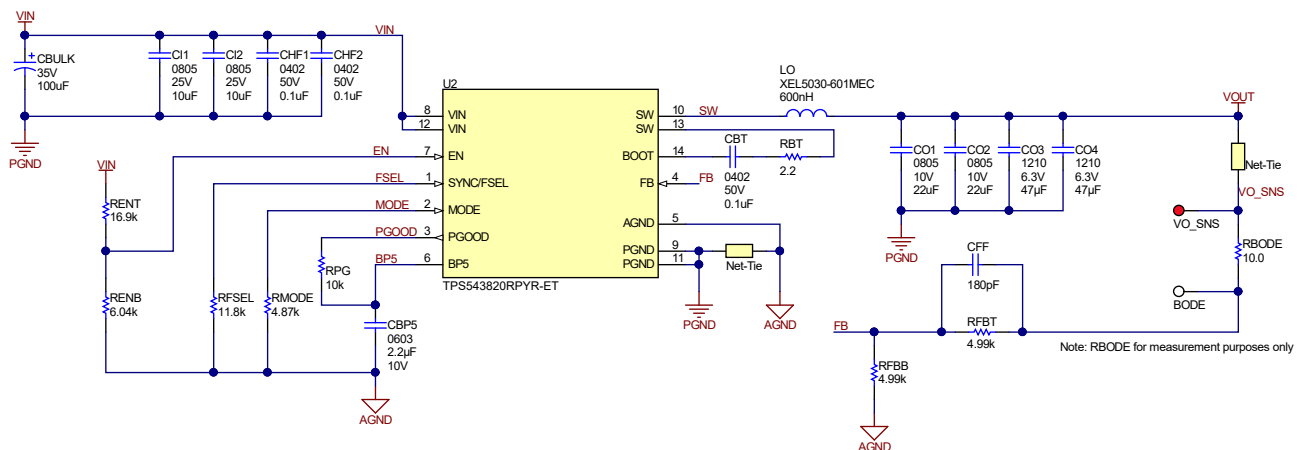 VIN
CBULK
35V
100uF
PGND
CI1
0805
25V
10uF
CI2
0805
25V
10uF
CHF1
0402
50V
0.1uF
CHF2
0402
50V
0.1uF
VIN
VIN
RENT
16.9k
RENB
6.04k
EN
FSEL
MODE
PGOOD
BP5
RFSEL
11.8k
RMODE
4.87k
RPG
10k
CBP5
0603
2.2µF
10V
AGND
U2
8 VIN
12 VIN
7 EN
1 SYNC/FSEL
2 MODE
3 PGOOD
6 BP5
SW 10
SW 13
BOOT 14
FB 4
AGND 5
PGND 9
PGND 11
TPS543820RPYR-ET
SW
LO
XEL5030-601MEC
600nH
CBT
0402
50V
0.1uF
RBT
2.2
FB
Net-Tie
PGND
AGND
CO1
0805
10V
22uF
CO2
0805
10V
22uF
CO3
1210
6.3V
47µF
CO4
1210
6.3V
47µF
PGND
VOUT
Net-Tie
VO_SNS
VO_SNS
RBODE
10.0
BODE
CFF
180pF
FB
RFBT
4.99k
RFBB
4.99k
AGND
Note: RBODE for measurement purposes only